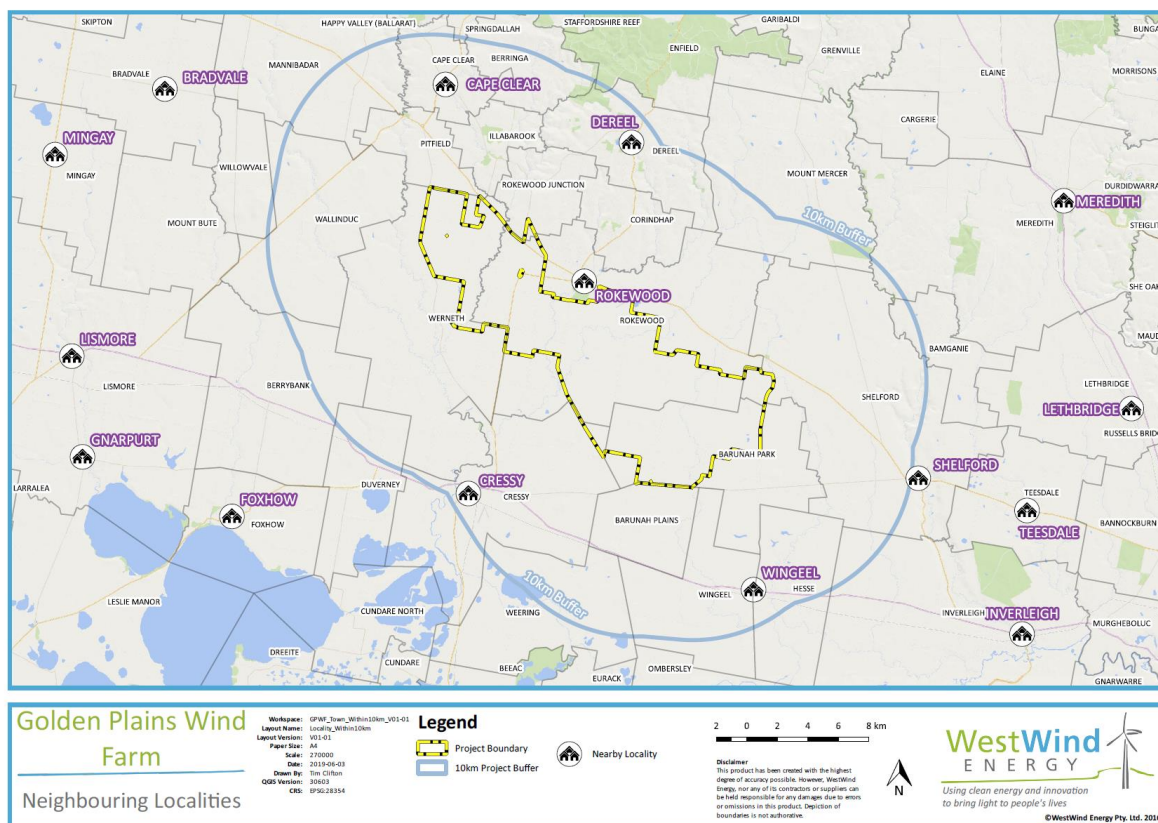 SKIPTON
HAPPY VALLEY (BALLARAT)
SPRINGDALLAH
STAFFORDSHIRE REEF
GARIBALDI
BUNGA
ENFIELD
GRENVILLE
BRADVALE
BRADVALE
MANNIBADAR
CAPE CLEAR
BERRINGA
CAPE CLEAR
ELAINE
MORRISONS
CARGERIE
DEREEL
MINGAY
MINGAY
PITFIELD
ILLABAROOK
DEREEL
WILLOWVALE
MOUNT MERCER
ROKEWOOD JUNCTION
DURDIDWARRA
MEREDITH
MEREDITH
STEIGLIT
MOUNT BUTE
WALLINDUC
CORINDHAP
10km Buffer
SHE OAK
ROKEWOOD
ROKEWOOD
WERNETH
MAUD
LISMORE
LISMORE
BAMGANIE
BERRYBANK
SHELFORD
LETHBRIDGE
LETHBRIDGE
RUSSELLS BRIDG
GNARPURT
BARUNAH PARK
SHELFORD
LARRALEA
DUVERNEY
CRESSY
CRESSY
FOXHOW
FOXHOW
TEESDALE
TEESDALE
BANNOCKBURN
BARUNAH PLAINS
WINGEEL
WINGEEL
HESSE
10km Buffer
LESLIE MANOR
CUNDARE NORTH
WEERING
INVERLEIGH
INVERLEIGH
MURGHEBOLUC
DREEITE
CUNDARE
BEEAC
EURACK
OMBERSLEY
GNARWARRE
Golden Plains Wind
Farm
Neighbouring Localities
Workspace: GPWF_Town_Within10km_V01-01
Layout Name: Locality_Within10km
Layout Version: V01-01
Paper Size: A4
Scale: 270000
Date: 2019-06-03
Drawn By: Tim Clifton
QGIS Version: 30603
CRS: EPSG:28354
Legend
Project Boundary
10km Project Buffer
Nearby Locality
2 0 2 4 6 8 km
Disclaimer
This product has been created with the highest
degree of accuracy possible. However, WestWind
Energy, nor any of its contractors or suppliers can
be held responsible for any damages due to errors
or omissions in this product. Depiction of
boundaries is not authorative.
N
WestWind
ENERGY
Using clean energy and innovation
to bring light to people's lives
©WestWind Energy Pty. Ltd. 2016